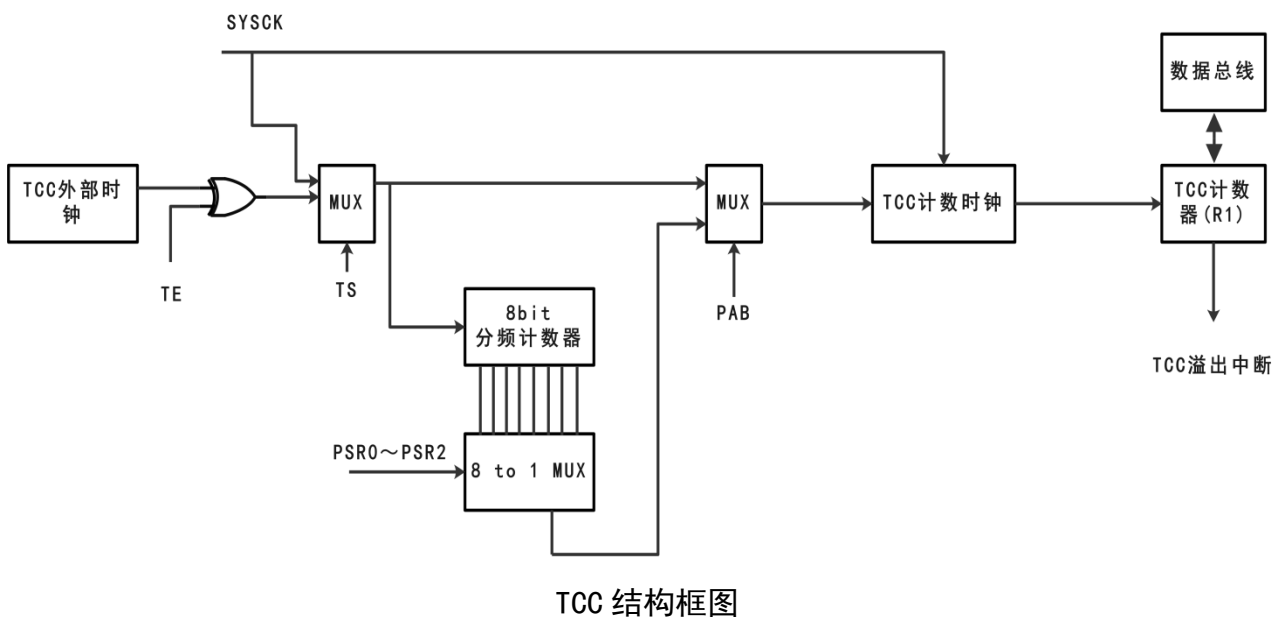 SYSCK
数据总线
TCC外部时
钟
MUX
MUX
TCC计数时钟
TCC计数
器(R1)
TE
TS
PAB
8bit
分频计数器
TCC溢出中断
PSR0～PSR2
8 to 1 MUX
TCC 结构框图